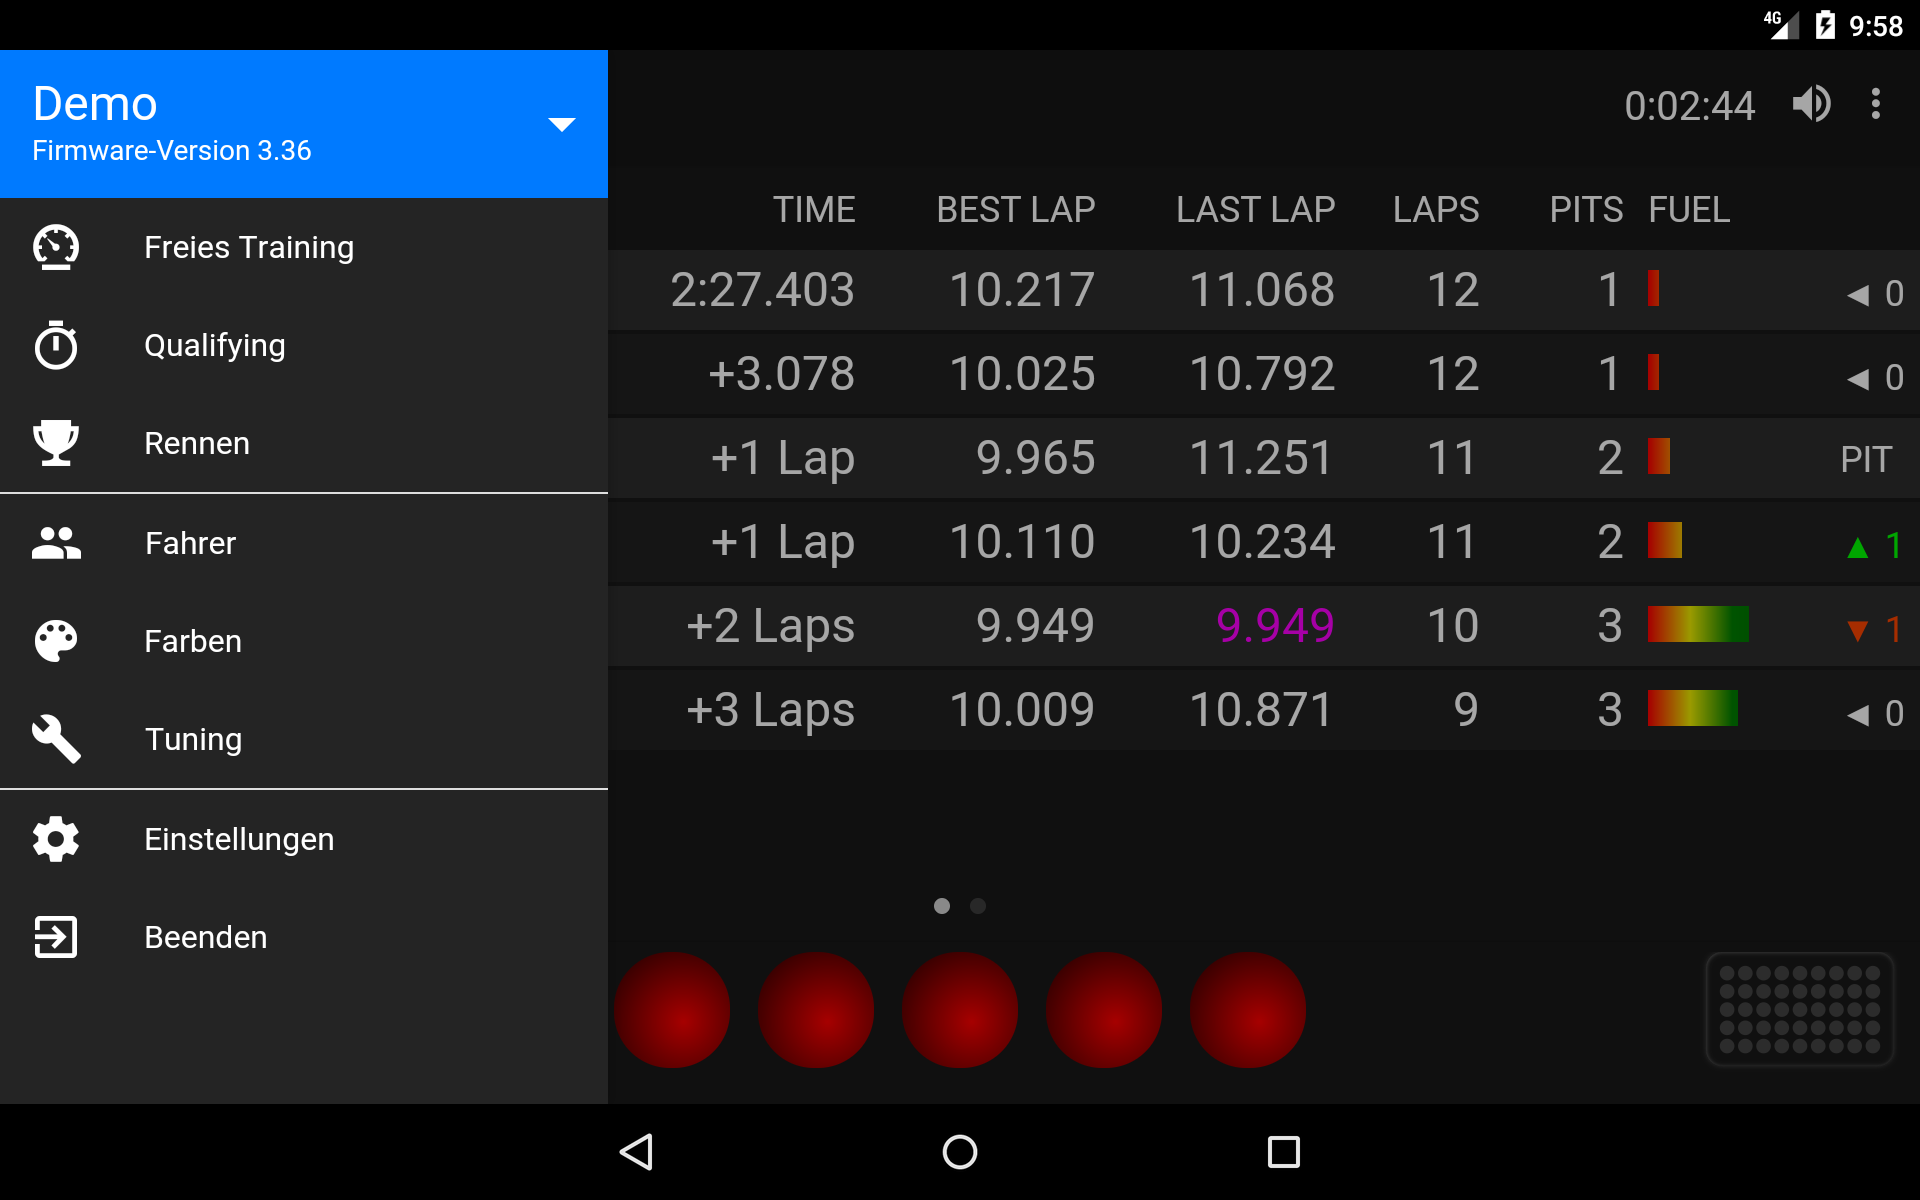 4G 9:58
Demo
Firmware-Version 3.36
0:02:44
Freies Training
Qualifying
Rennen
Fahrer
Farben
Tuning
Einstellungen
Beenden
TIME BEST LAP LAST LAP LAPS PITS FUEL
2:27.403 10.217 11.068 12 1 ◀ 0
+3.078 10.025 10.792 12 1 ◀ 0
+1 Lap 9.965 11.251 11 2 PIT
+1 Lap 10.110 10.234 11 2 ▲ 1
+2 Laps 9.949 9.949 10 3 ▼ 1
+3 Laps 10.009 10.871 9 3 ◀ 0